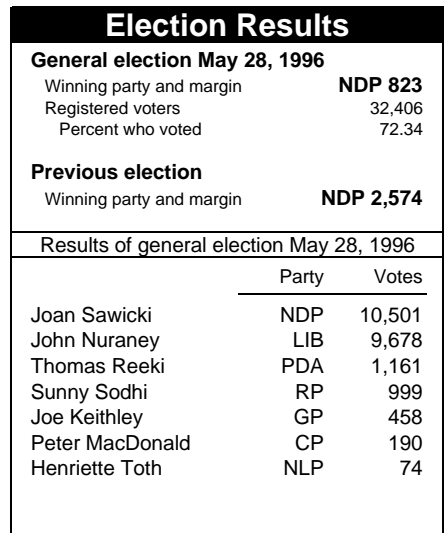 Election Results
General election May 28, 1996
Winning party and margin NDP 823
Registered voters 32,406
Percent who voted 72.34
Previous election
Winning party and margin NDP 2,574
Results of general election May 28, 1996
Party Votes
Joan Sawicki NDP 10,501
John Nuraney LIB 9,678
Thomas Reeki PDA 1,161
Sunny Sodhi RP 999
Joe Keithley GP 458
Peter MacDonald CP 190
Henriette Toth NLP 74